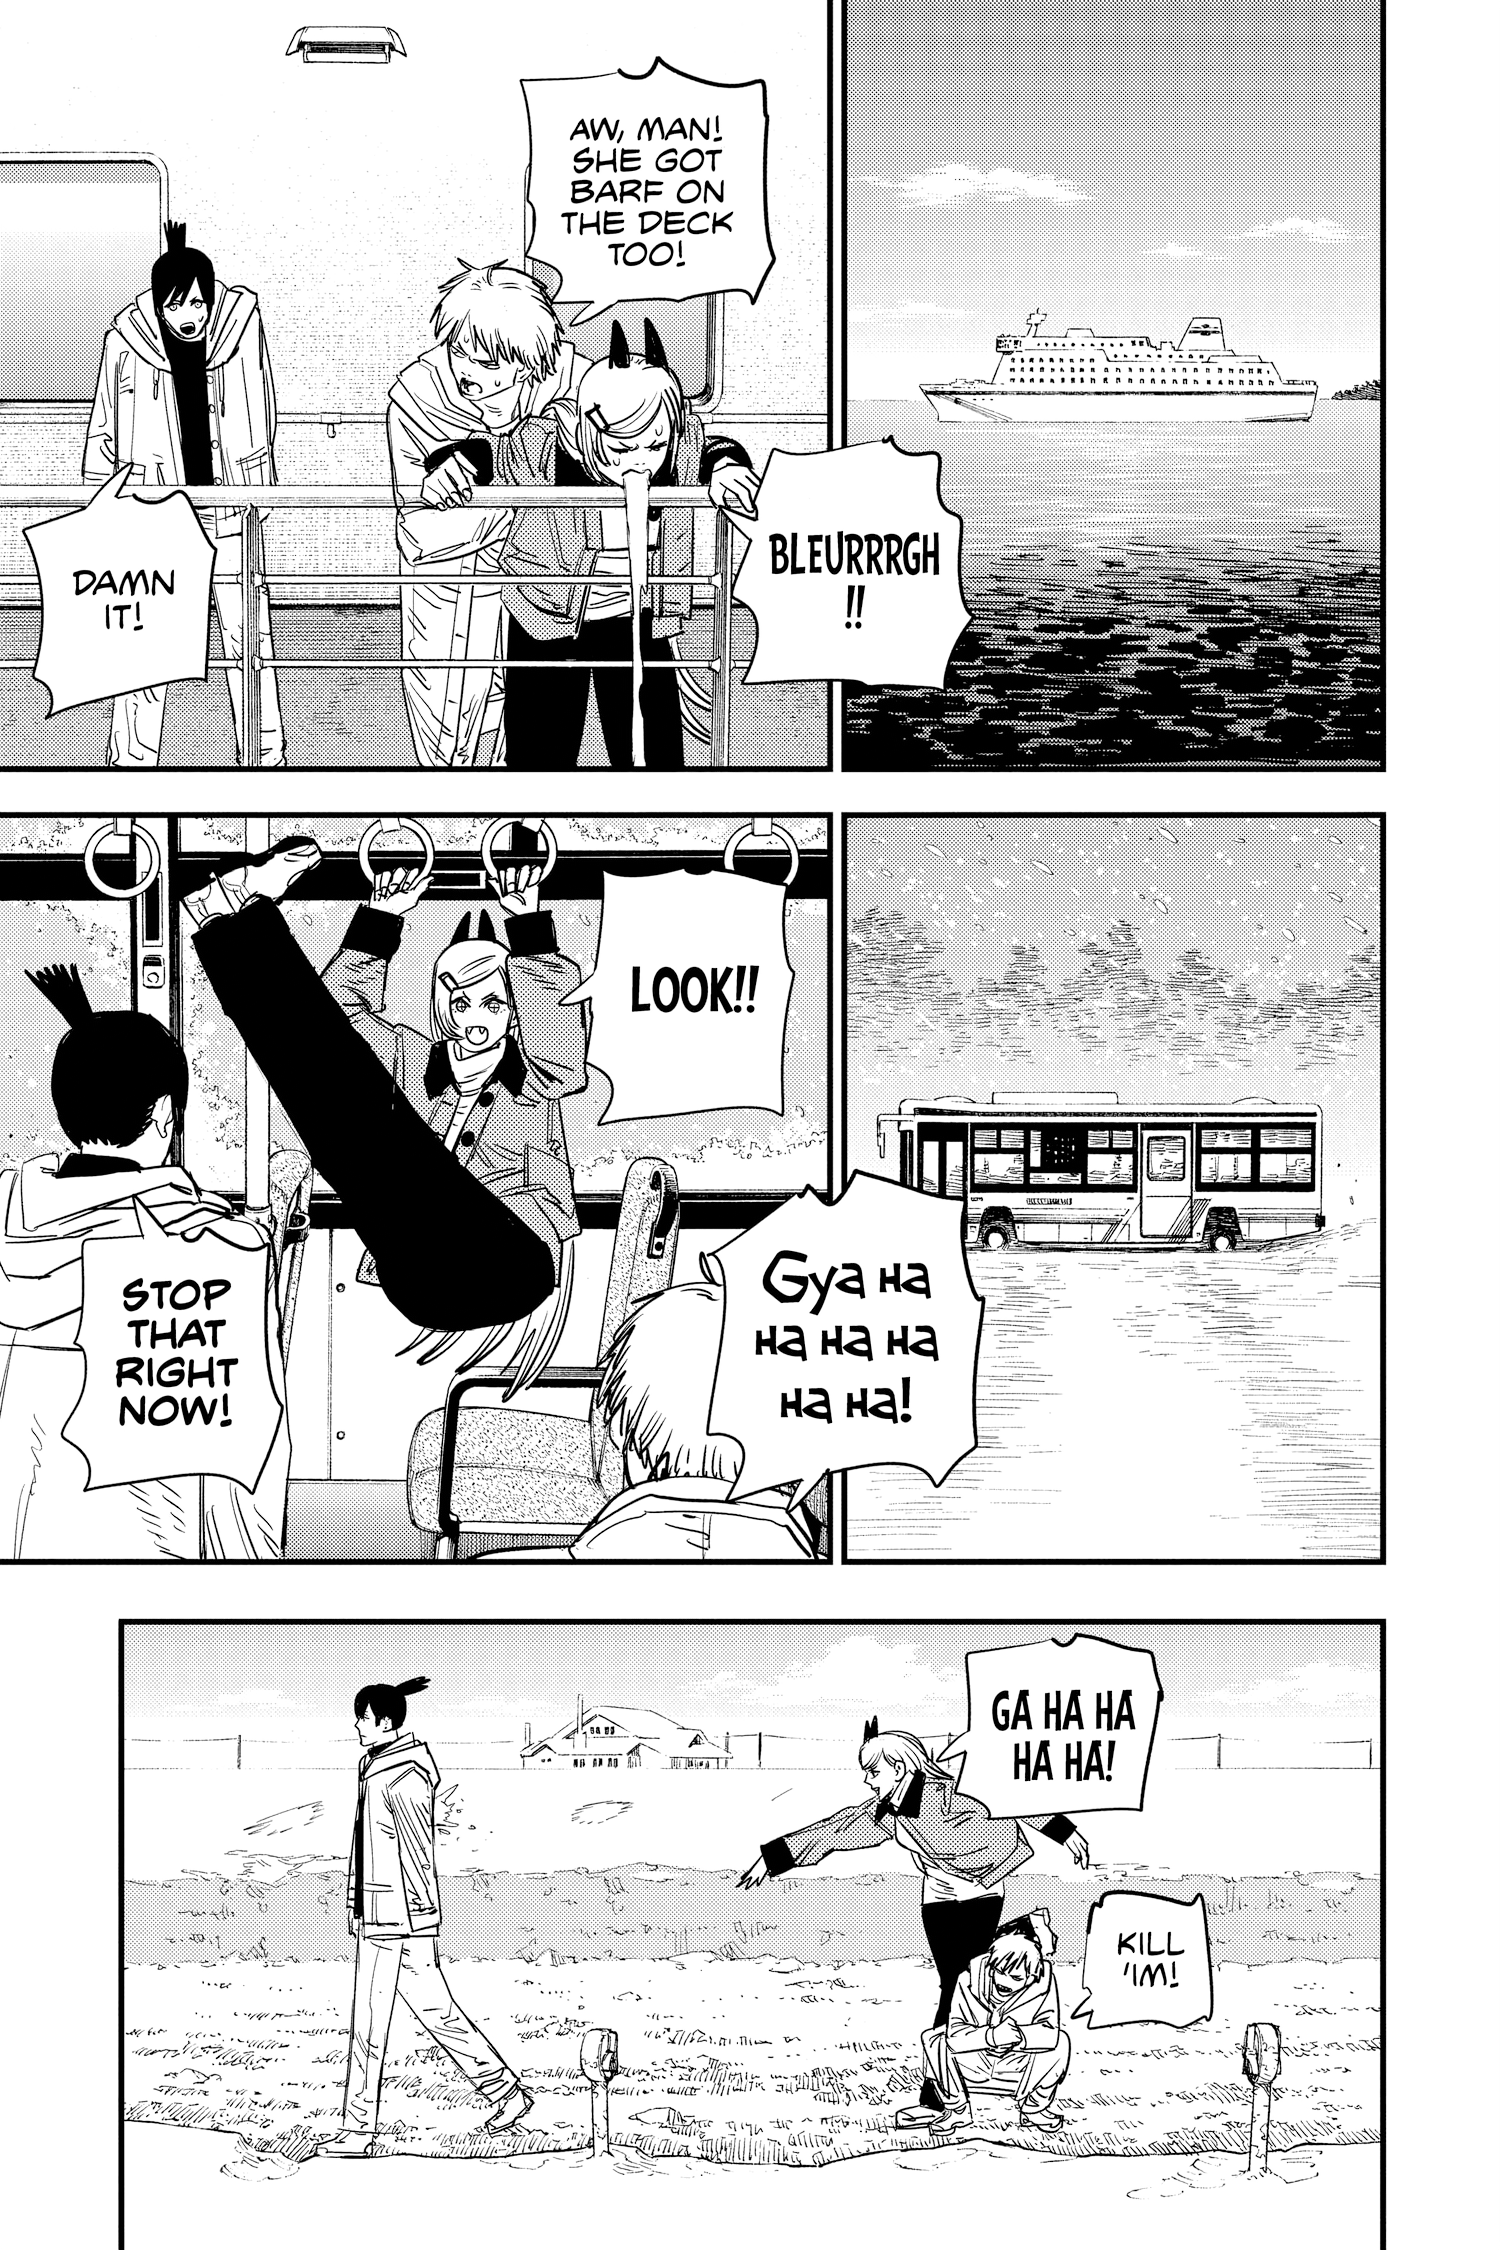 BLEURRRGH
!!
AW, MAN!
SHE GOT
BARF ON
THE DECK
TOO!
DAMN
IT!
LOOK!!
Gya Ha
Ha Ha Ha
Ha Ha!
STOP
THAT
RIGHT
NOW!
GA HA HA
HA HA!
KILL
'IM!